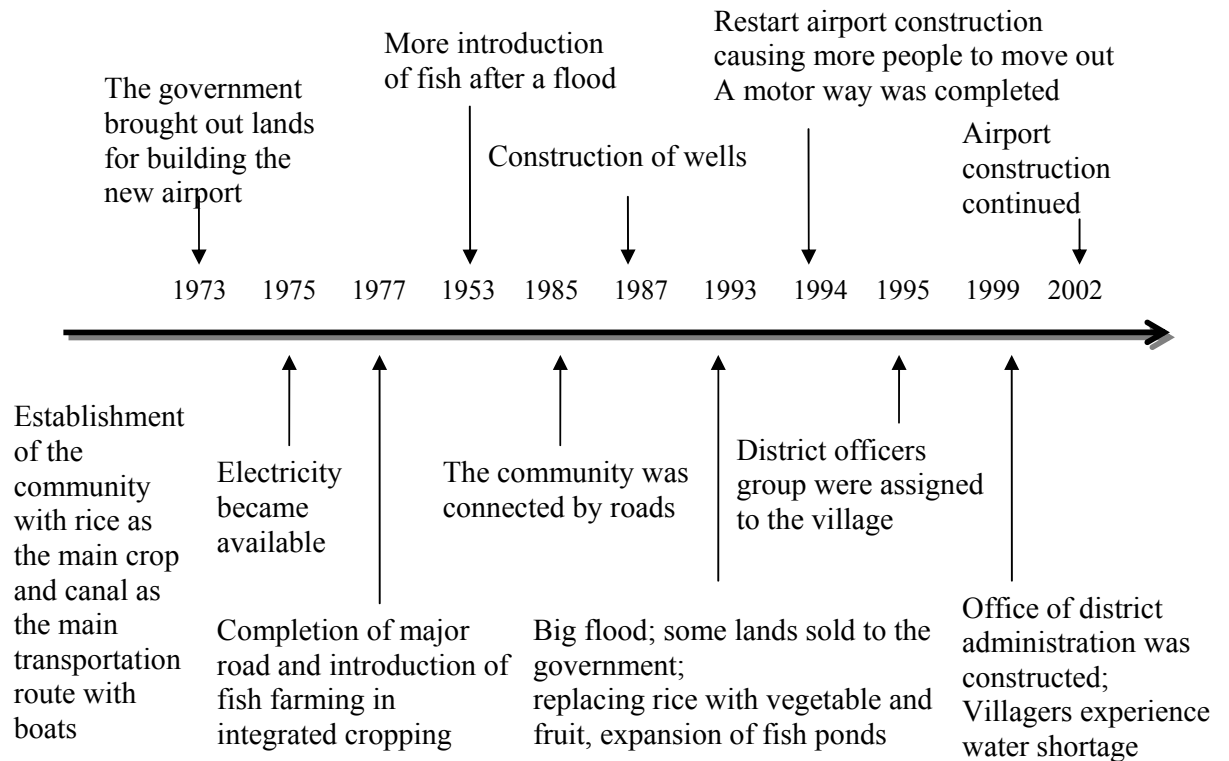 The government
brought out lands
for building the
new airport
More introduction
of fish after a flood
Construction of wells
Restart airport construction
causing more people to move out
A motor way was completed
Airport
construction
continued
1973 1975 1977 1953 1985 1987 1993 1994 1995 1999 2002
Establishment
of the
community
with rice as
the main crop
and canal as
the main
transportation
route with
boats
Electricity
became
available
Completion of major
road and introduction of
fish farming in
integrated cropping
The community was
connected by roads
Big flood; some lands sold to the
government;
replacing rice with vegetable and
fruit, expansion of fish ponds
District officers
group were assigned
to the village
Office of district
administration was
constructed;
Villagers experience
water shortage